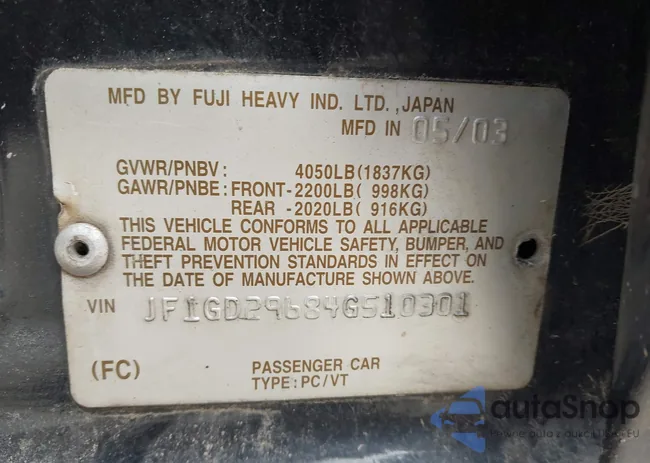 MFD BY FUJI HEAVY IND. LTD., JAPAN
MFD IN 05/03
GVWR/PNBV: 4050LB(1837KG)
GAWR/PNBE: FRONT-2200LB( 998KG)
REAR -2020LB( 916KG)
THIS VEHICLE CONFORMS TO ALL APPLICABLE
FEDERAL MOTOR VEHICLE SAFETY, BUMPER, AND
THEFT PREVENTION STANDARDS IN EFFECT ON
THE DATE OF MANUFACTURE SHOWN ABOVE.
VIN JF1GD29684G510301
(FC) PASSENGER CAR
TYPE: PC/VT
autaShop